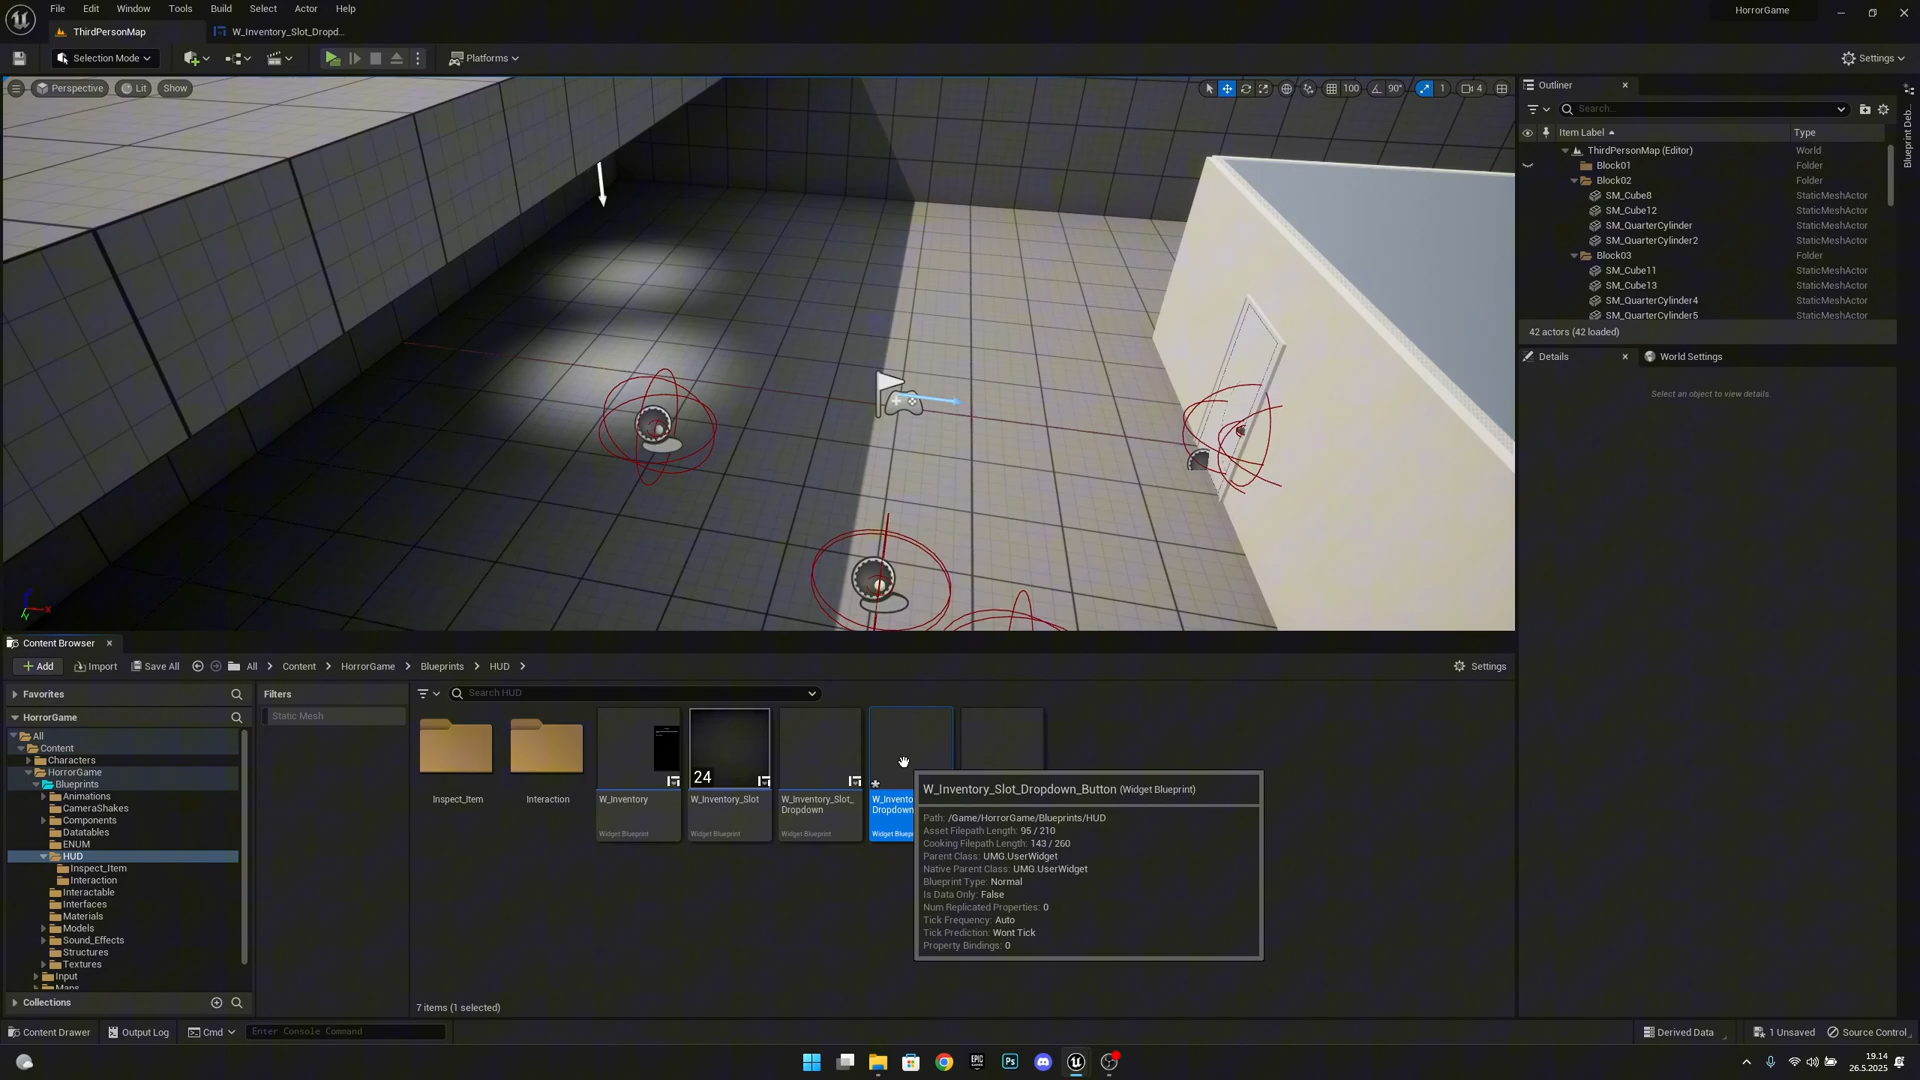 File Edit Window Tools Build Select Actor Help
HorrorGame
ThirdPersonMap
W_Inventory_Slot_Dropd...
Selection Mode
Platforms
Settings
Perspective
Lit
Show
100
90°
1
4
Outliner
Search...
Item Label
Type
ThirdPersonMap (Editor) World
Block01 Folder
Block02 Folder
SM_Cube8 StaticMeshActor
SM_Cube12 StaticMeshActor
SM_QuarterCylinder StaticMeshActor
SM_QuarterCylinder2 StaticMeshActor
Block03 Folder
SM_Cube11 StaticMeshActor
SM_Cube13 StaticMeshActor
SM_QuarterCylinder4 StaticMeshActor
SM_QuarterCylinder5 StaticMeshActor
42 actors (42 loaded)
Blueprint Deb...
Details
World Settings
Select an object to view details.
Content Browser
Add
Import
Save All
All
Content
HorrorGame
Blueprints
HUD
Settings
Favorites
HorrorGame
All
Content
Characters
HorrorGame
Blueprints
Animations
CameraShakes
Components
Datatables
ENUM
HUD
Inspect_Item
Interaction
Interactable
Interfaces
Materials
Models
Sound_Effects
Structures
Textures
Input
Maps
Collections
Filters
Static Mesh
Search HUD
Inspect_Item
Interaction
W_Inventory
Widget Blueprint
24
W_Inventory_Slot
Widget Blueprint
W_Inventory_Slot_
Dropdown
Widget Blueprint
W_Invento
Dropdown
Widget Bluep
W_Inventory_Slot_Dropdown_Button (Widget Blueprint)
Path: /Game/HorrorGame/Blueprints/HUD
Asset Filepath Length: 95 / 210
Cooking Filepath Length: 143 / 260
Parent Class: UMG.UserWidget
Native Parent Class: UMG.UserWidget
Blueprint Type: Normal
Is Data Only: False
Num Replicated Properties: 0
Tick Frequency: Auto
Tick Prediction: Wont Tick
Property Bindings: 0
7 items (1 selected)
Content Drawer
Output Log
Cmd
Enter Console Command
Derived Data
1 Unsaved
Source Control
EPIC
Ps
19.14
26.5.2025